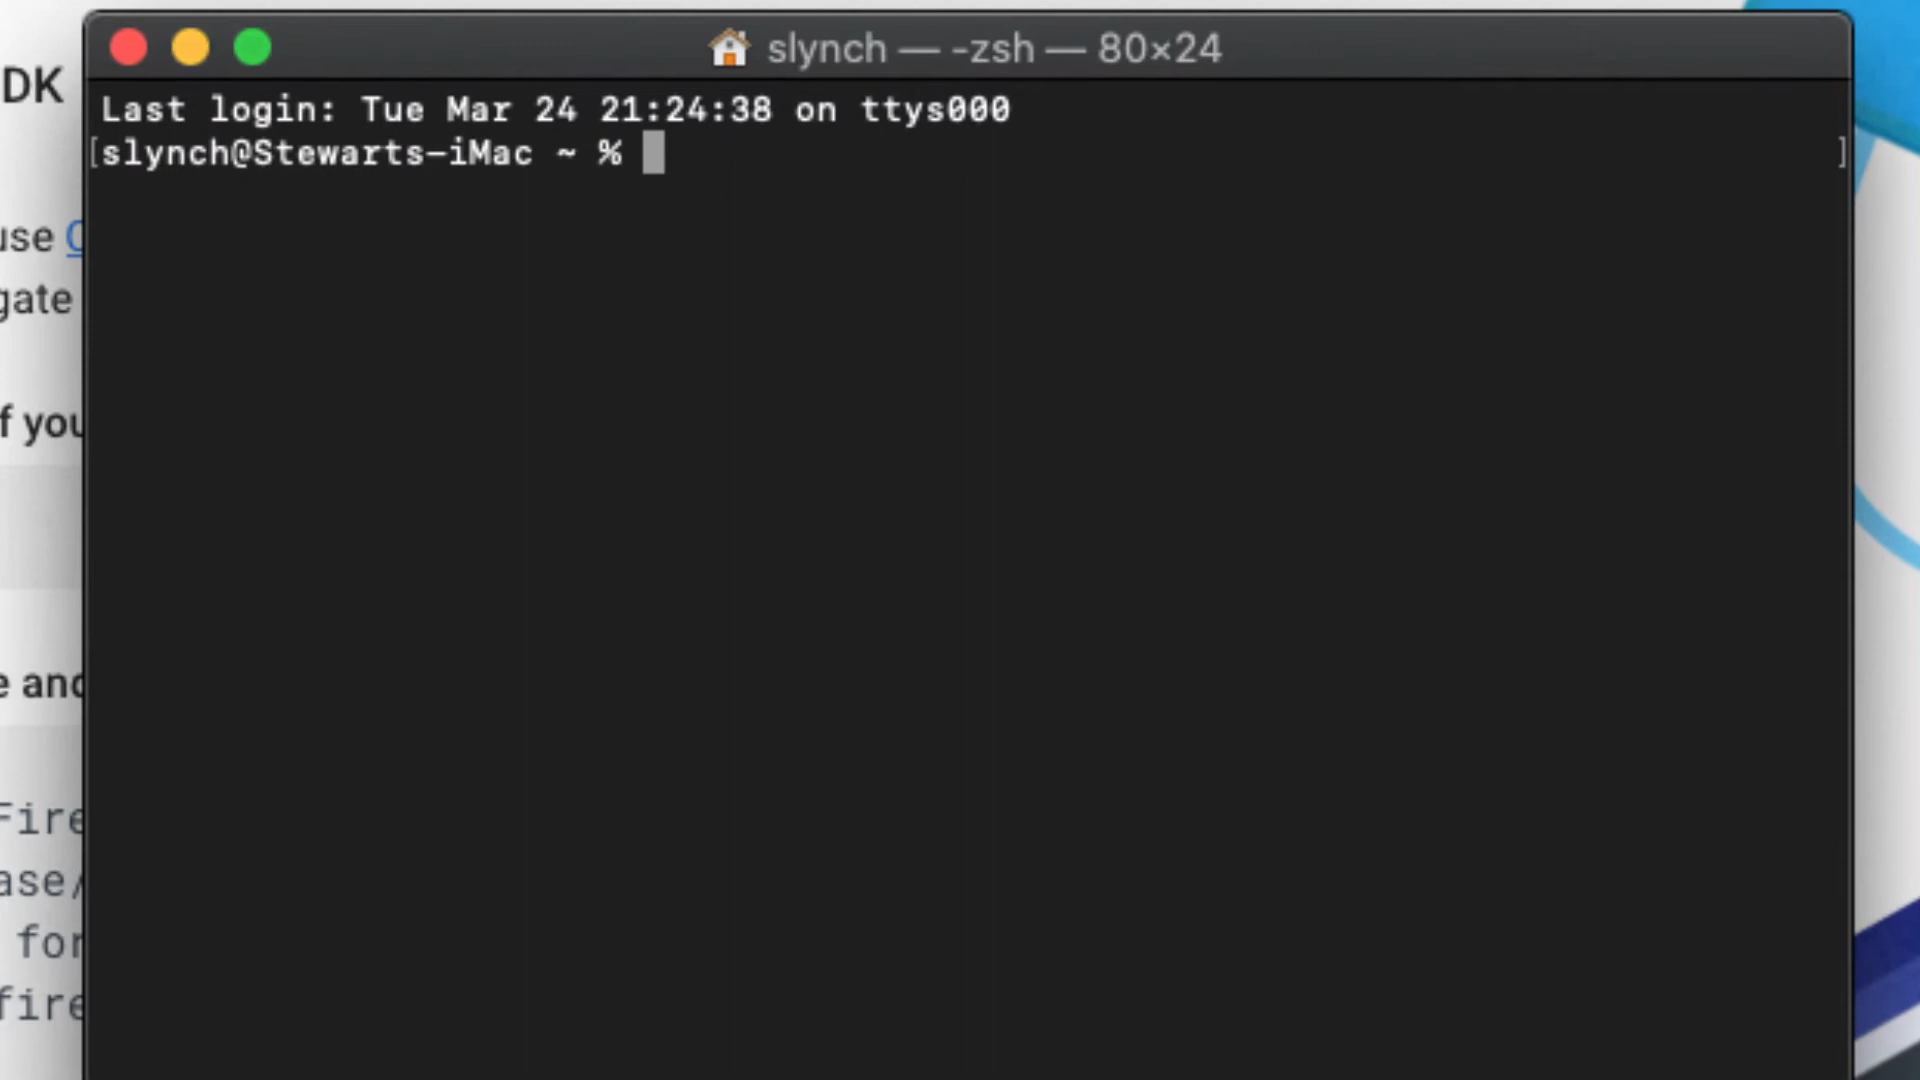 slynch — -zsh — 80×24
Last login: Tue Mar 24 21:24:38 on ttys000
[slynch@Stewarts-iMac ~ % ]
DK
use
gate
f you
e and
Fire
ase/
for
fire